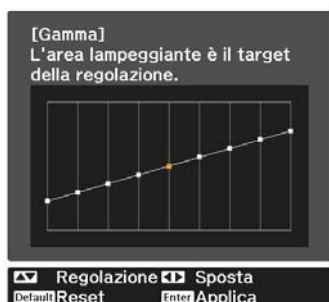 [Gamma]
L'area lampeggiante è il target
della regolazione.
Regolazione Sposta
Default Reset Enter Applica